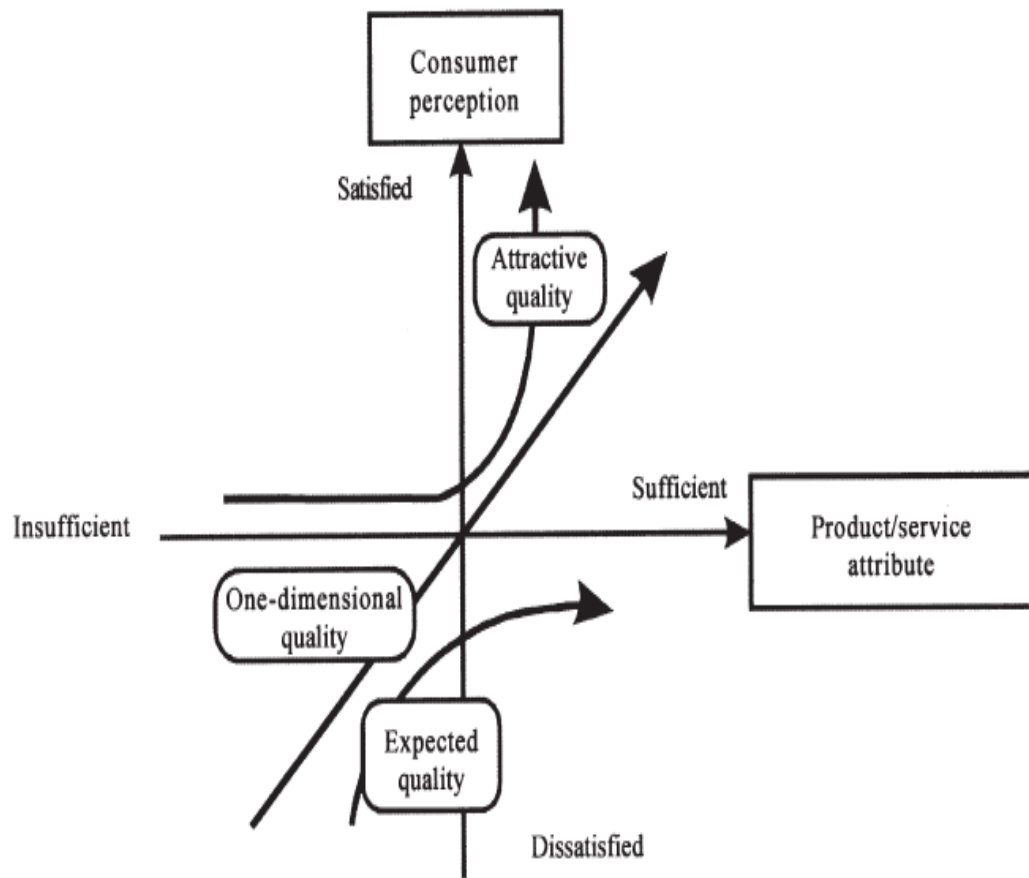 Consumer
perception
Satisfied
Attractive
quality
Sufficient
Insufficient
Product/service
attribute
One-dimensional
quality
Expected
quality
Dissatisfied